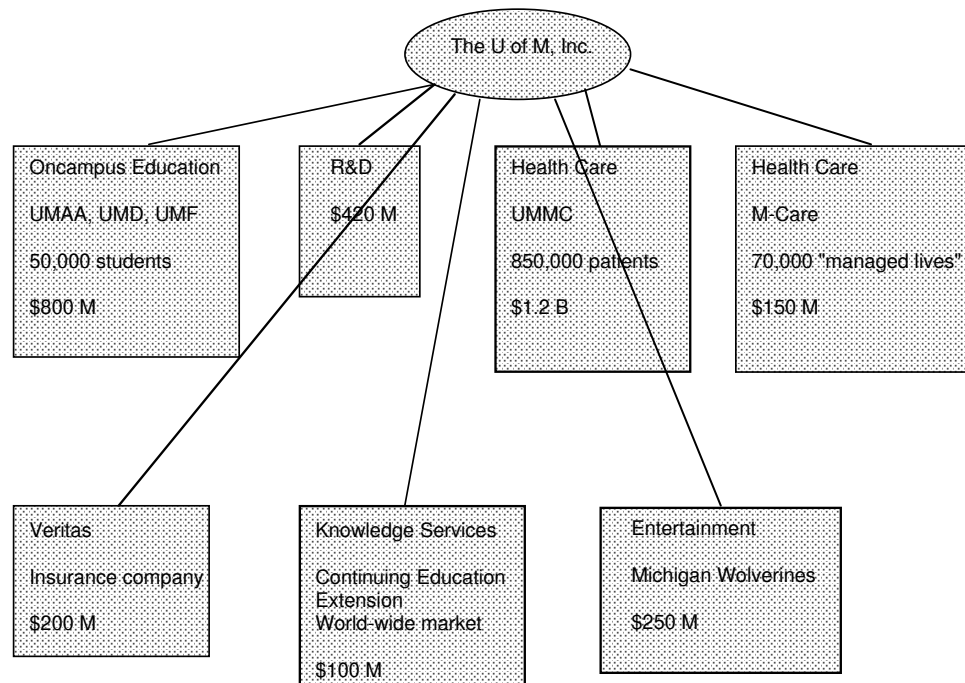 The U of M, Inc.
Oncampus Education
UMAA, UMD, UMF
50,000 students
$800 M
R&D
$420 M
Health Care
UMMC
850,000 patients
$1.2 B
Health Care
M-Care
70,000 "managed lives"
$150 M
Veritas
Insurance company
$200 M
Knowledge Services
Continuing Education
Extension
World-wide market
$100 M
Entertainment
Michigan Wolverines
$250 M